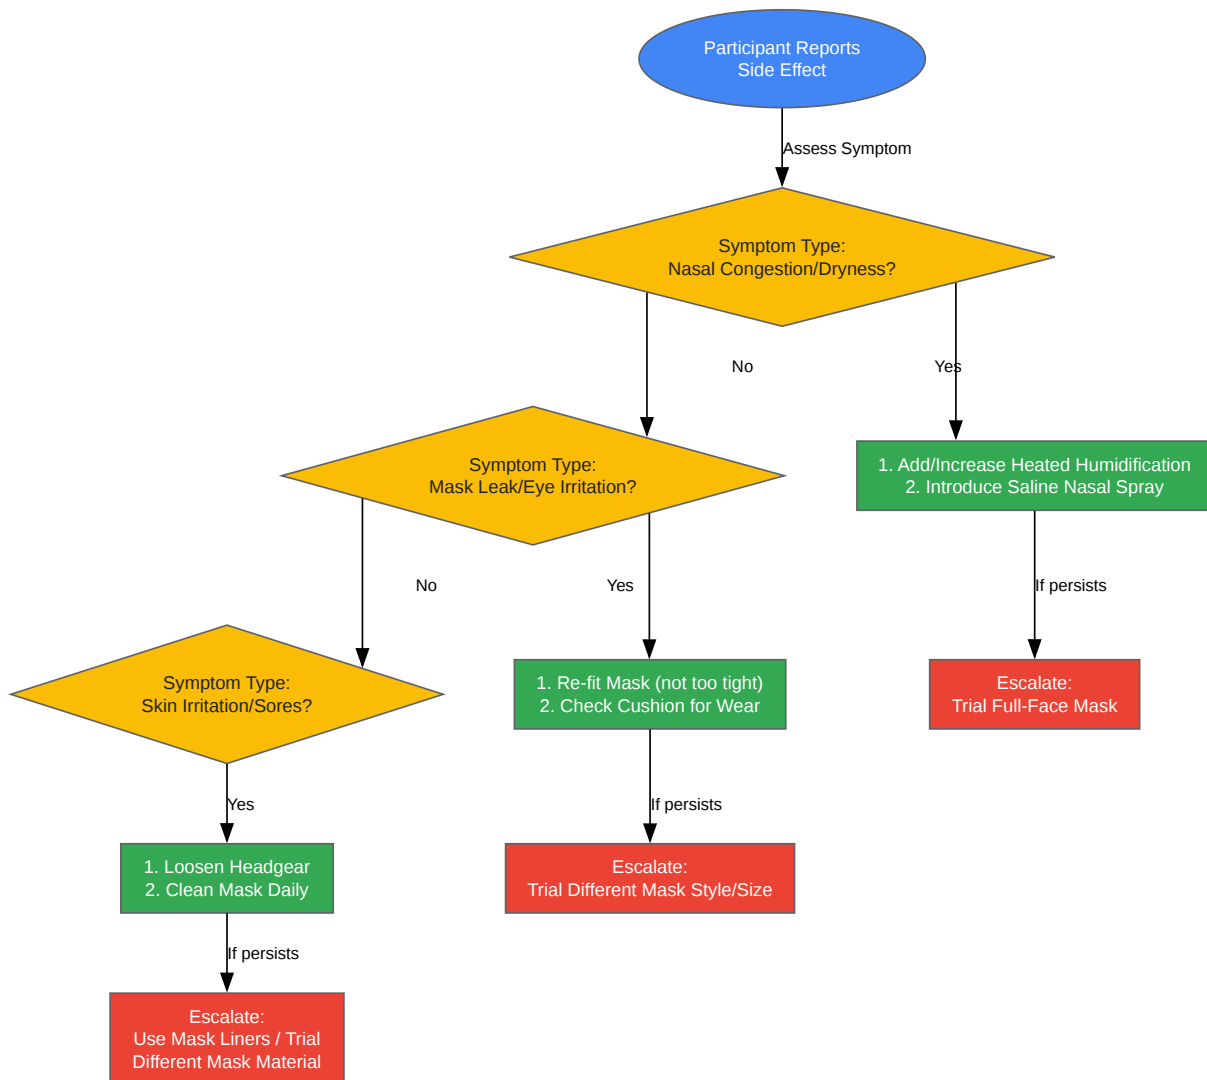 Participant Reports
Side Effect
Assess Symptom
Symptom Type:
Nasal Congestion/Dryness?
No
Yes
Symptom Type:
Mask Leak/Eye Irritation?
1. Add/Increase Heated Humidification
2. Introduce Saline Nasal Spray
No
Yes
If persists
Symptom Type:
Skin Irritation/Sores?
1. Re-fit Mask (not too tight)
2. Check Cushion for Wear
Escalate:
Trial Full-Face Mask
Yes
If persists
1. Loosen Headgear
2. Clean Mask Daily
Escalate:
Trial Different Mask Style/Size
If persists
Escalate:
Use Mask Liners / Trial
Different Mask Material